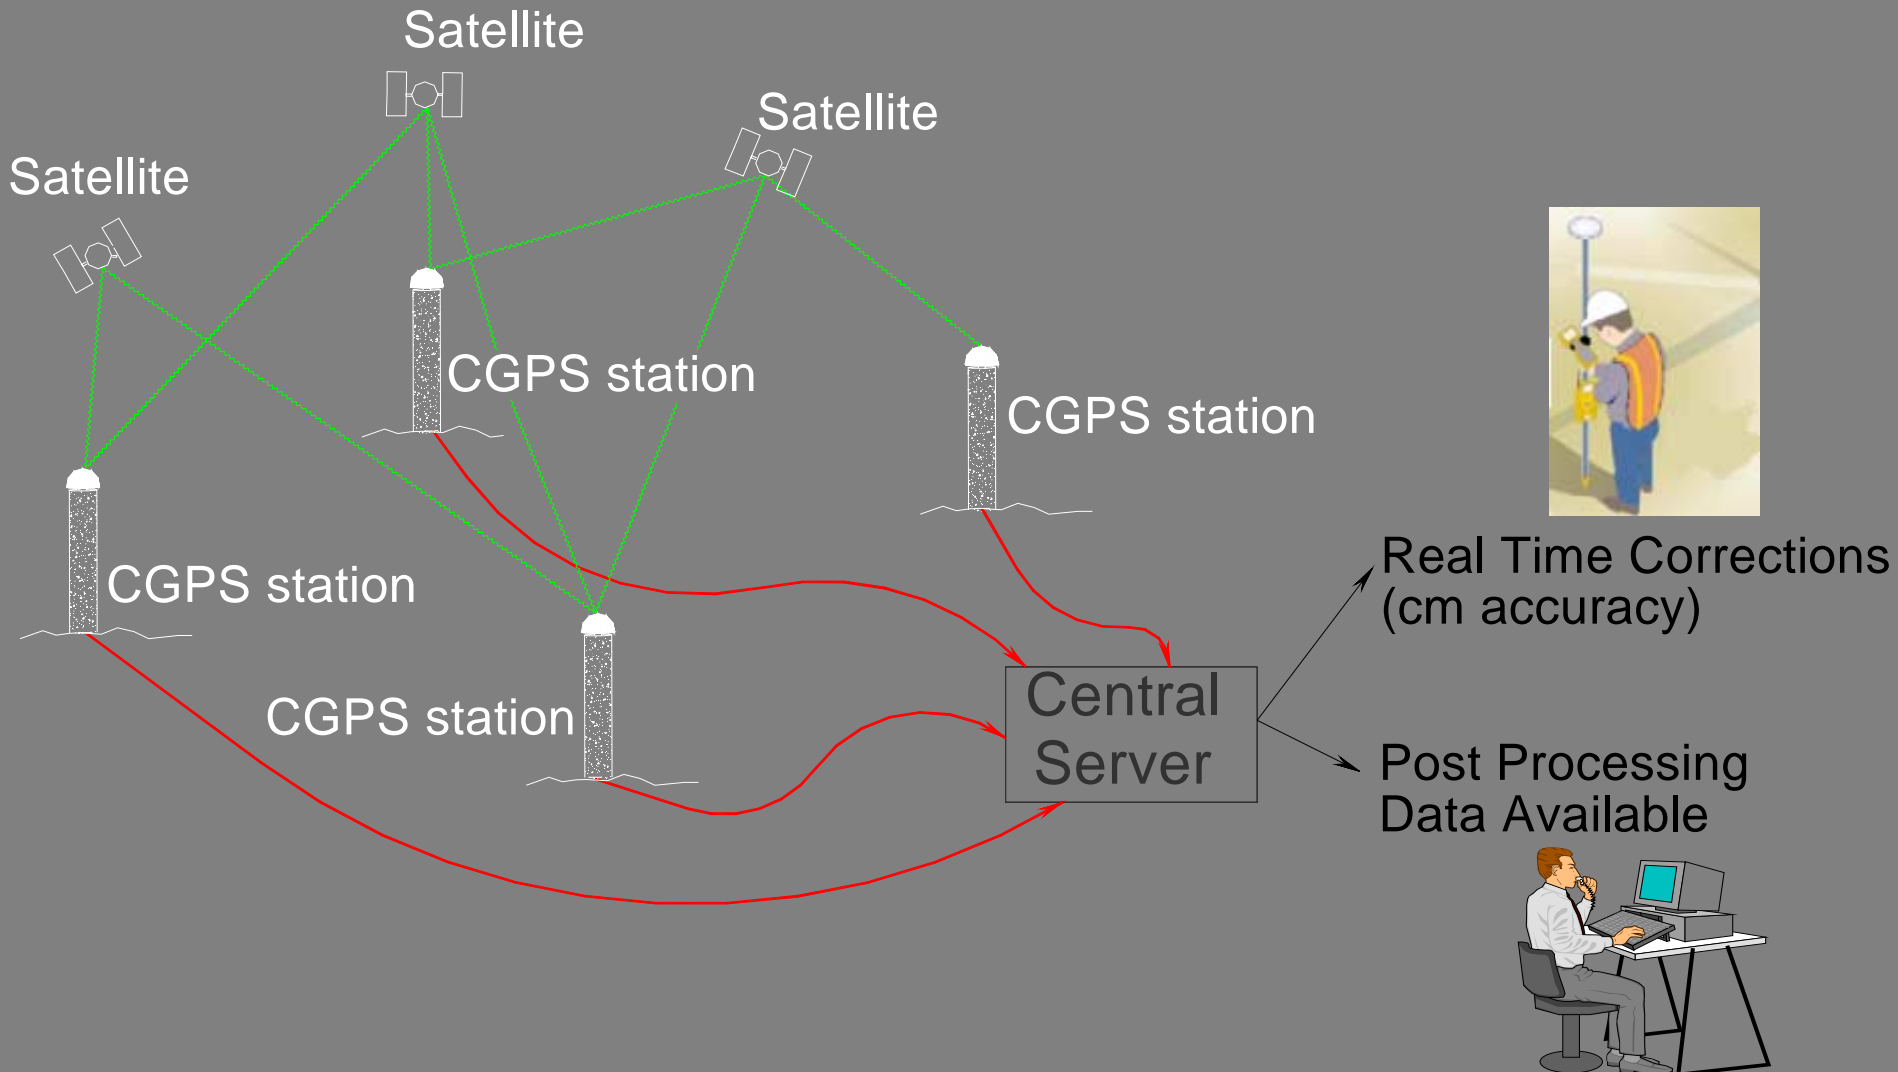 Satellite
Satellite
Satellite
CGPS station
CGPS station
CGPS station
CGPS station
Central
Server
Real Time Corrections
(cm accuracy)
Post Processing
Data Available